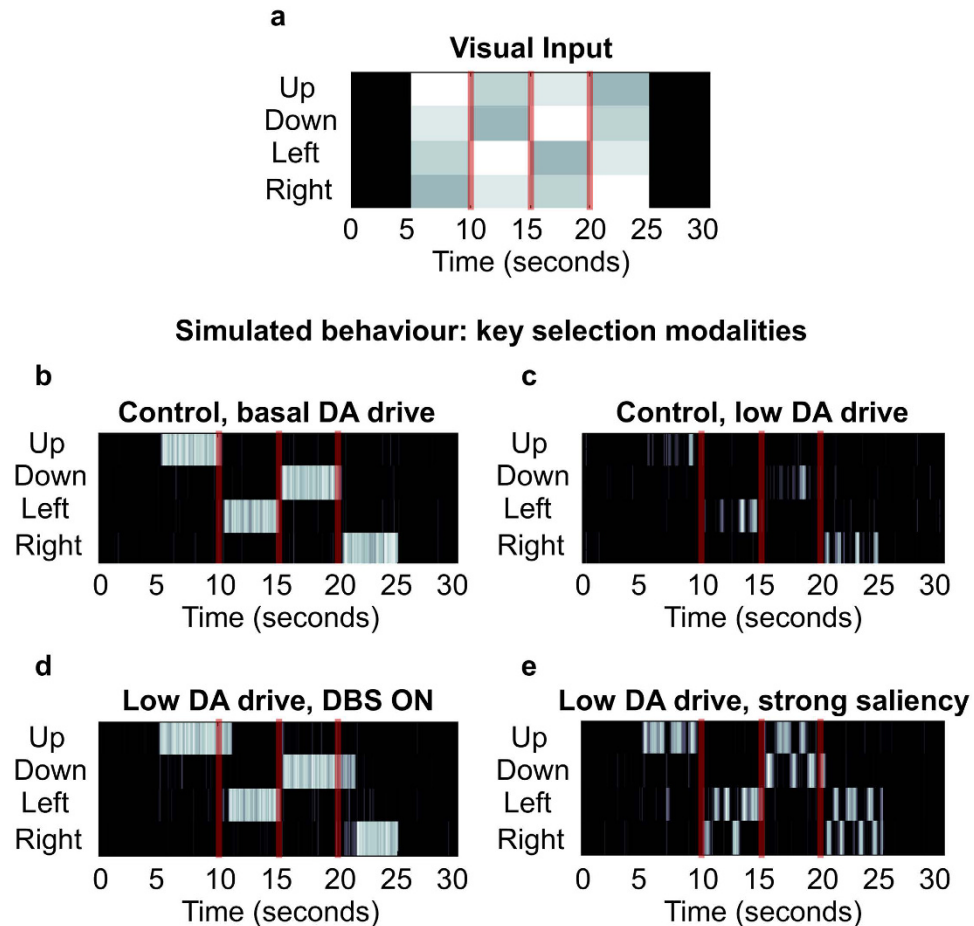 a
Visual Input
Up
Down
Left
Right
0 5 10 15 20 25 30
Time (seconds)
Simulated behaviour: key selection modalities
b
Control, basal DA drive
Up
Down
Left
Right
0 5 10 15 20 25 30
Time (seconds)
c
Control, low DA drive
Up
Down
Left
Right
0 5 10 15 20 25 30
Time (seconds)
d
Low DA drive, DBS ON
Up
Down
Left
Right
0 5 10 15 20 25 30
Time (seconds)
e
Low DA drive, strong saliency
Up
Down
Left
Right
0 5 10 15 20 25 30
Time (seconds)